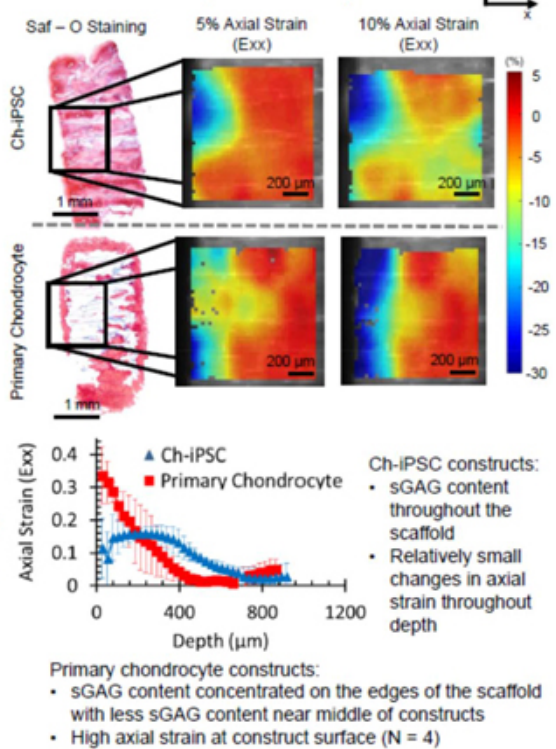 x
Saf – O Staining
5% Axial Strain
(Exx)
10% Axial Strain
(Exx)
(%)
5
0
-5
-10
-15
-20
-25
-30
Ch-iPSC
1 mm
200 µm
200 µm
Primary Chondrocyte
1 mm
200 µm
200 µm
Axial Strain (Exx)
0.4
0.3
0.2
0.1
0
Ch-iPSC
Primary Chondrocyte
0 400 800 1200
Depth (µm)
Ch-iPSC constructs:
• sGAG content
throughout the
scaffold
• Relatively small
changes in axial
strain throughout
depth
Primary chondrocyte constructs:
• sGAG content concentrated on the edges of the scaffold
with less sGAG content near middle of constructs
• High axial strain at construct surface (N = 4)